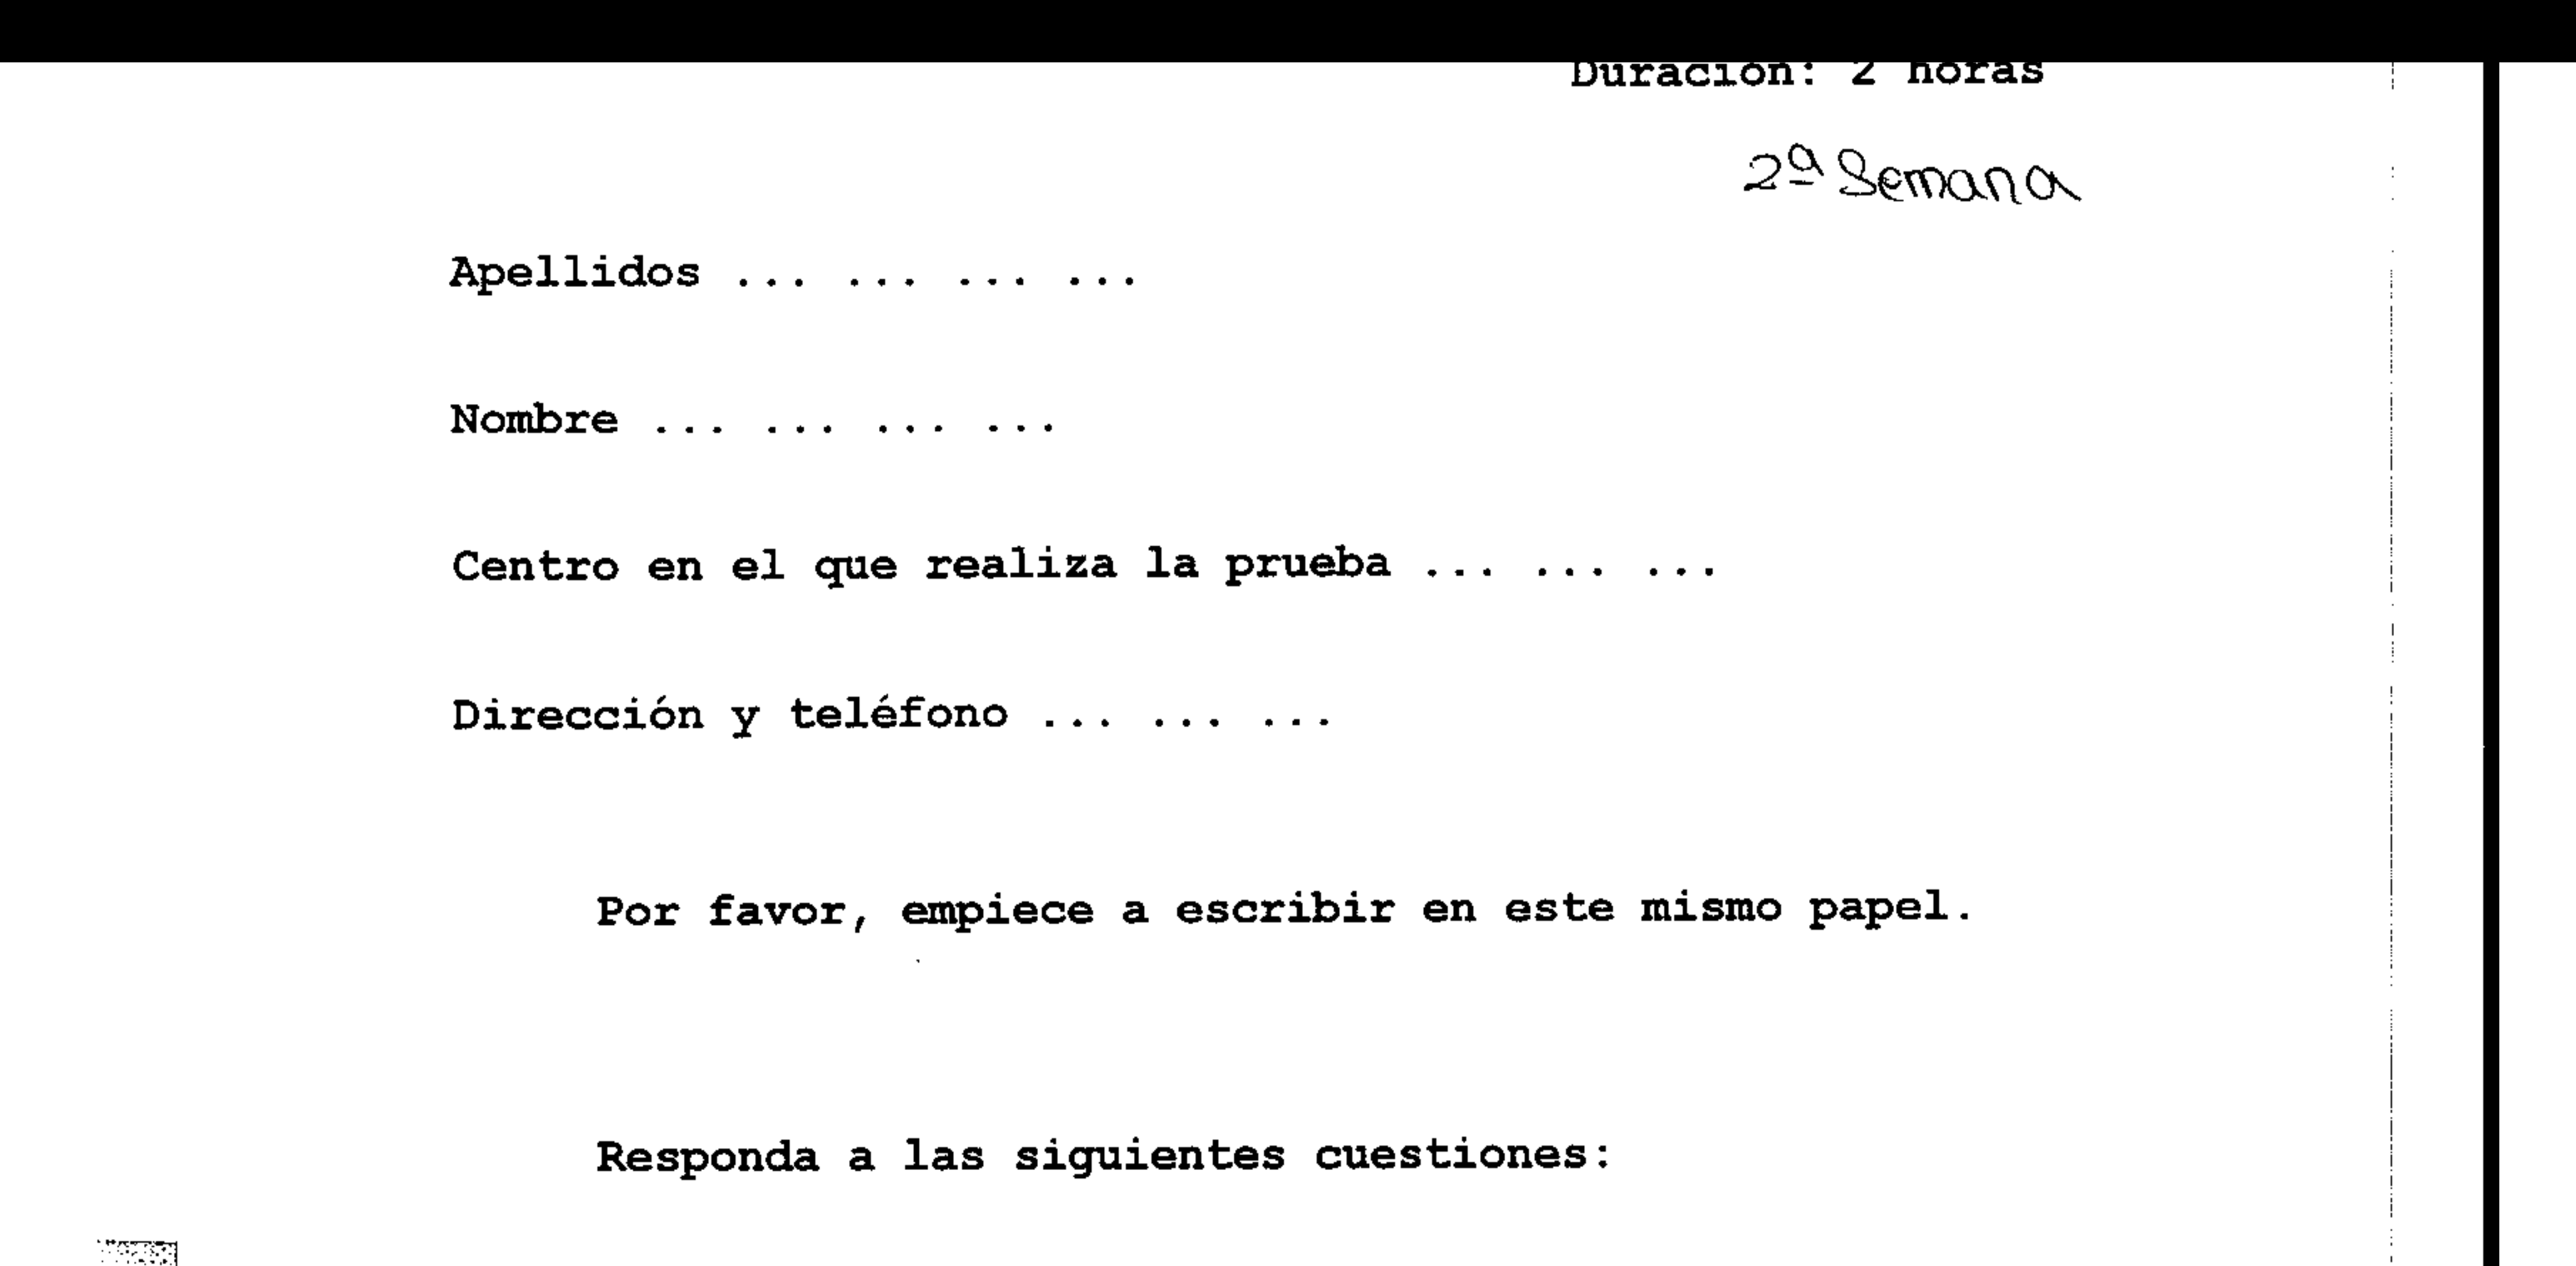 Duración: 2 horas
2ª Semana
Apellidos ... ... ... ...
Nombre ... ... ... ...
Centro en el que realiza la prueba ... ... ...
Dirección y teléfono ... ... ...
Por favor, empiece a escribir en este mismo papel.
Responda a las siguientes cuestiones: